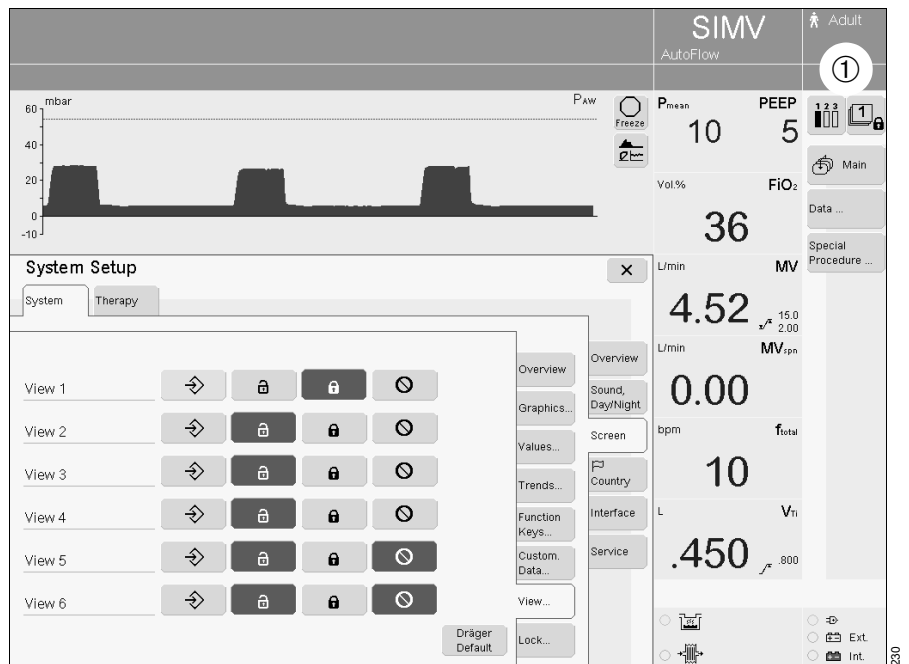 SIMV
AutoFlow
Adult
①
mbar
PAW
60
40
20
0
-10
Freeze
Pmean
PEEP
10
5
1 2 3
1
Main
Data ...
Special
Procedure ...
Vol.%
FiO2
36
L/min
MV
4.52
15.0
2.00
L/min
MVspn
0.00
bpm
ftotal
10
L
VTi
.450
.800
System Setup
System
Therapy
View 1
View 2
View 3
View 4
View 5
View 6
Dräger
Default
Overview
Graphics...
Values...
Trends...
Function
Keys...
Custom.
Data...
View...
Lock...
Overview
Sound,
Day/Night
Screen
Country
Interface
Service
Ext.
Int.
230